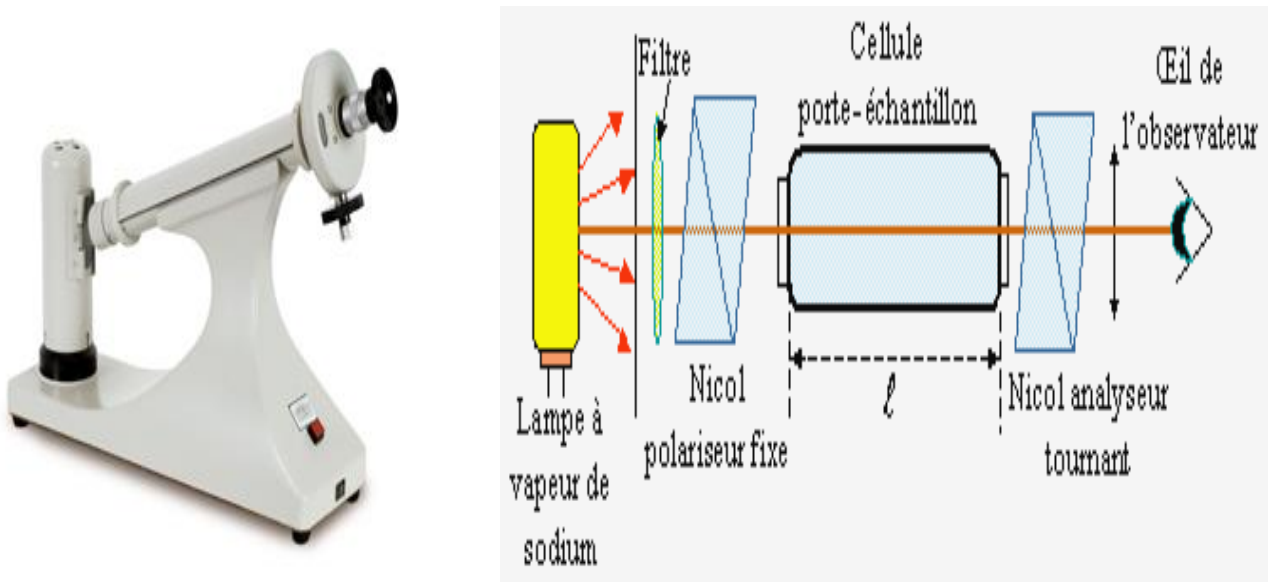 Filtre
Cellule
porte-échantillon
Œil de
l'observateur
Lampe à
vapeur de
sodium
Nicol
polariseur fixe
ℓ
Nicol analyseur
tournant